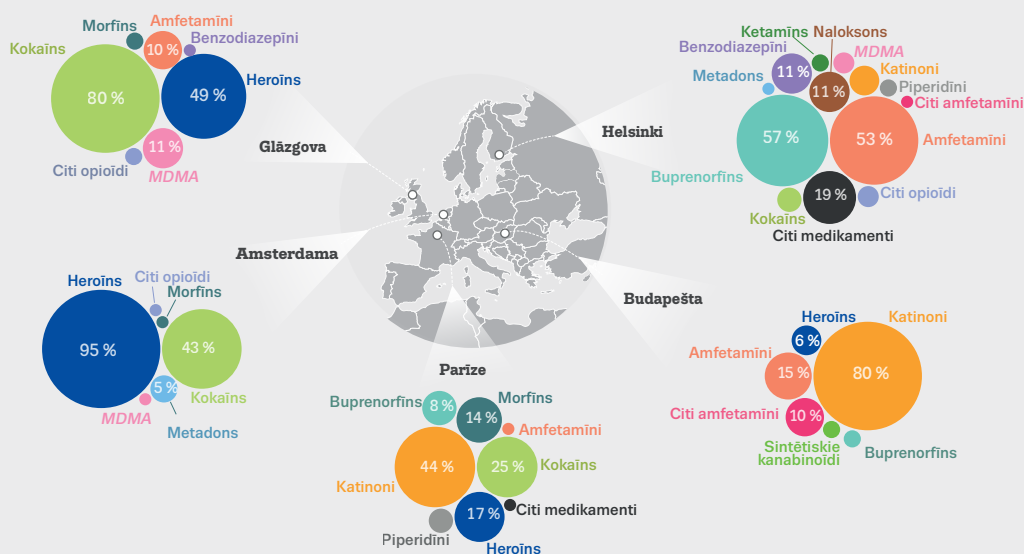 Morfīns
Amfetamīni
Kokaīns
10 %
Benzodiazepīni
80 %
49 %
Heroīns
11 %
Citi opioīdi
MDMA
Glāzgova
Ketamīns
Naloksons
Benzodiazepīni
MDMA
Metadons
11 %
Katinoni
11 %
Piperidīni
Citi amfetamīni
57 %
53 %
Amfetamīni
Buprenorfīns
19 %
Citi opioīdi
Kokaīns
Citi medikamenti
Helsinki
Amsterdama
Heroīns
Citi opioīdi
Morfīns
95 %
43 %
5 %
Kokaīns
MDMA
Metadons
Parīze
Buprenorfīns
8 %
Morfīns
14 %
Amfetamīni
44 %
25 %
Kokaīns
Katinoni
17 %
Citi medikamenti
Piperidīni
Heroīns
Budapešta
Heroīns
Katinoni
6 %
Amfetamīni
15 %
80 %
Citi amfetamīni
10 %
Sintētiskie
kanabinoīdi
Buprenorfīns